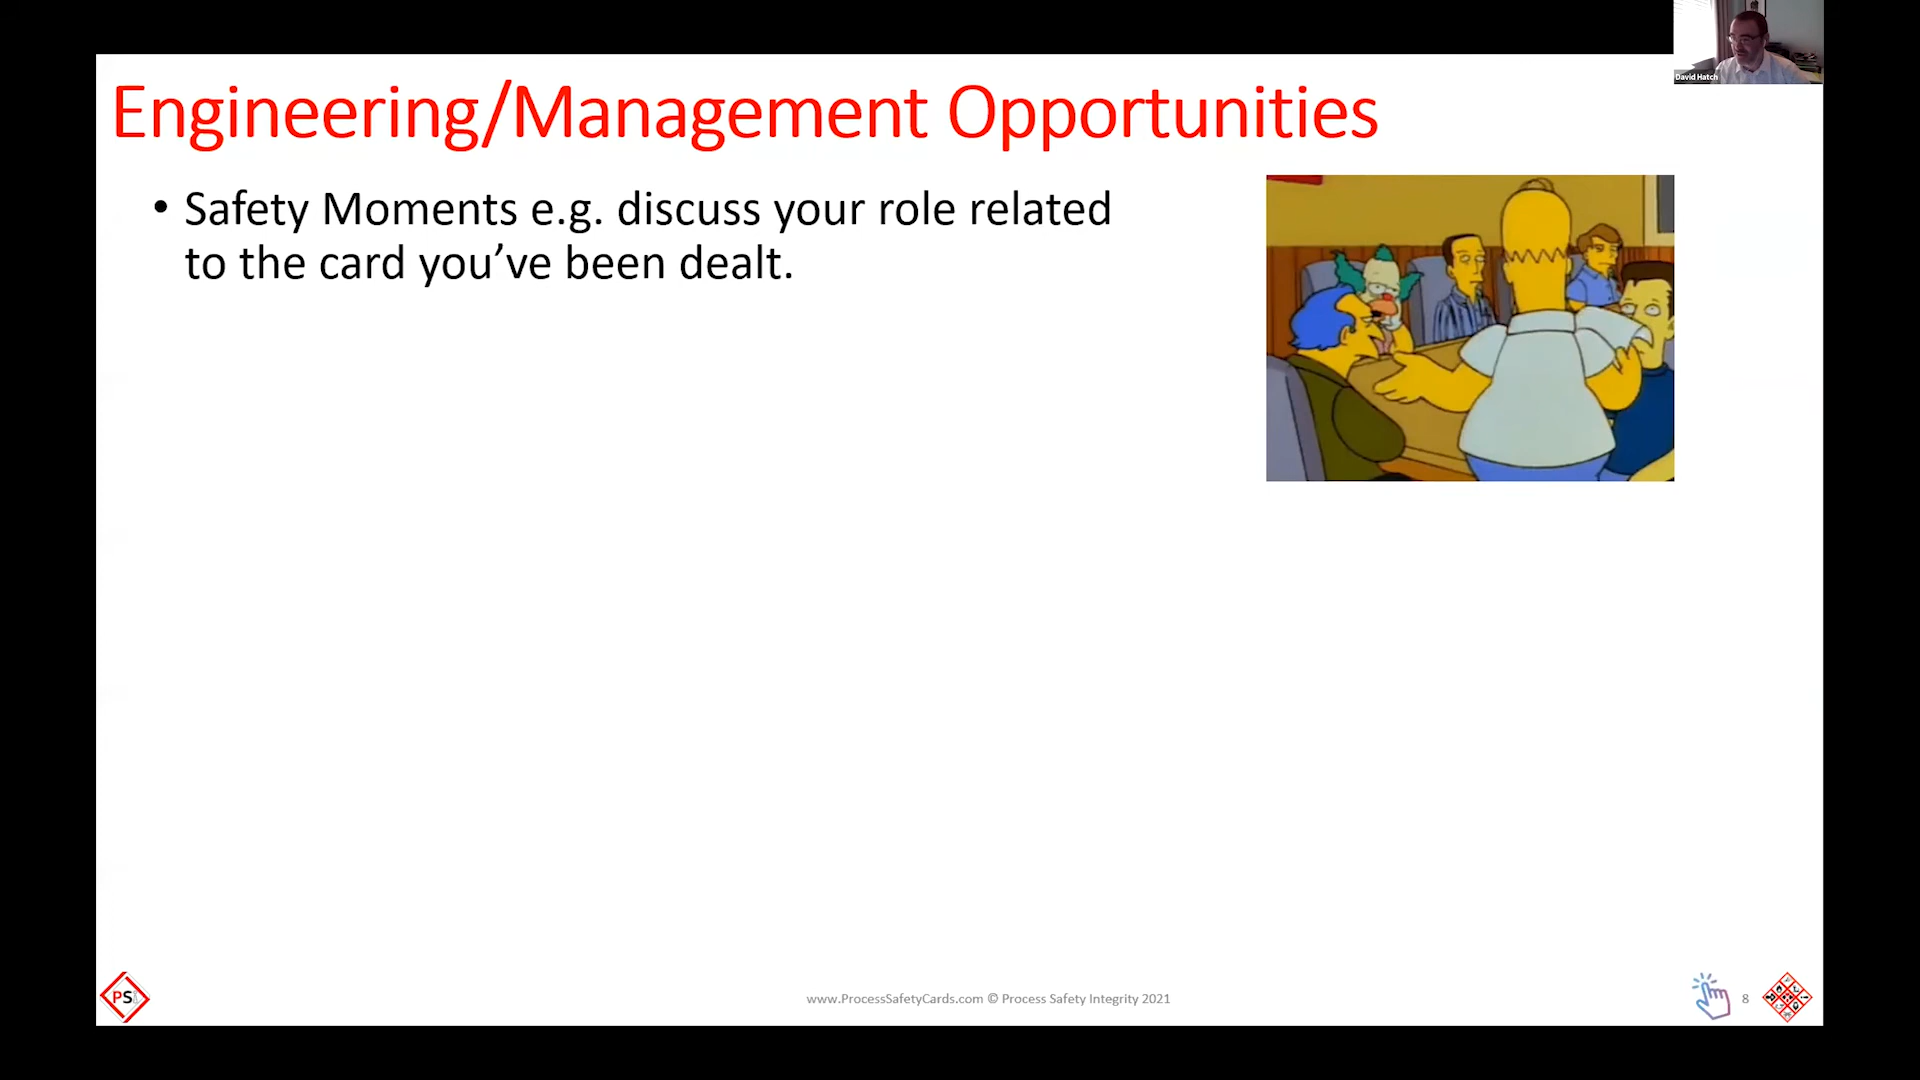 David Hatch
Engineering/Management Opportunities
• Safety Moments e.g. discuss your role related
to the card you’ve been dealt.
PSI
www.ProcessSafetyCards.com © Process Safety Integrity 2021
8